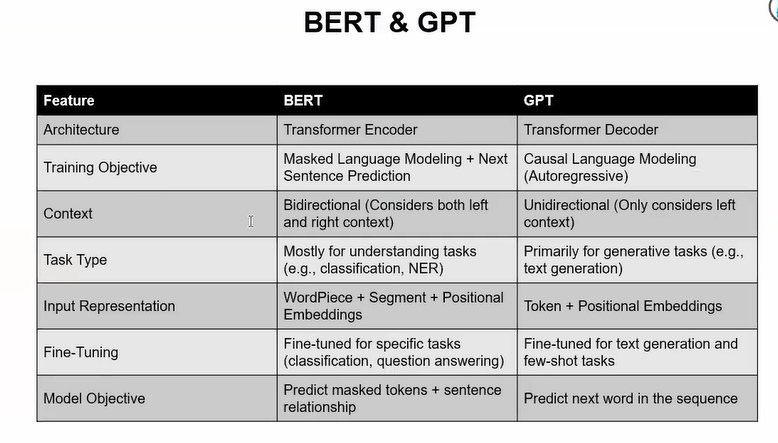 BERT & GPT
Feature BERT GPT
Architecture Transformer Encoder Transformer Decoder
Training Objective
Masked Language Modeling + Next
Sentence Prediction
Causal Language Modeling
(Autoregressive)
Context
Bidirectional (Considers both left
and right context)
Unidirectional (Only considers left
context)
Task Type
Mostly for understanding tasks
(e.g., classification, NER)
Primarily for generative tasks (e.g.,
text generation)
Input Representation
WordPiece + Segment + Positional
Embeddings
Token + Positional Embeddings
Fine-Tuning
Fine-tuned for specific tasks
(classification, question answering)
Fine-tuned for text generation and
few-shot tasks
Model Objective
Predict masked tokens + sentence
relationship
Predict next word in the sequence